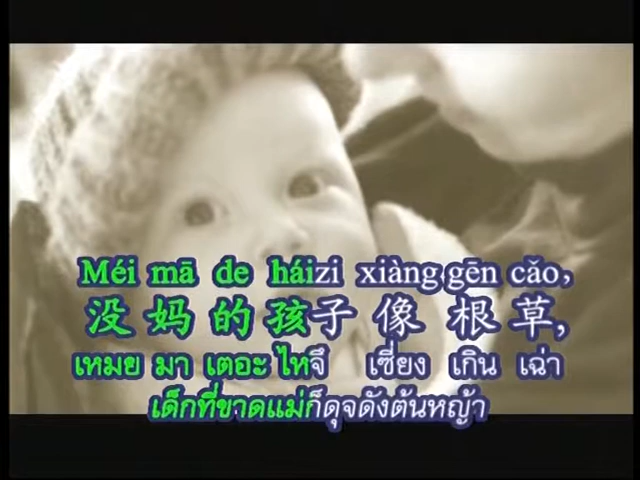 Méi mā de háizi xiàng gēn cǎo,
没妈的孩子像根草,
เหมย มา เตอะ ไหจึ เซี่ยง เกิน เฉ่า
เด็กที่ขาดแม่ก็ดุจดังต้นหญ้า